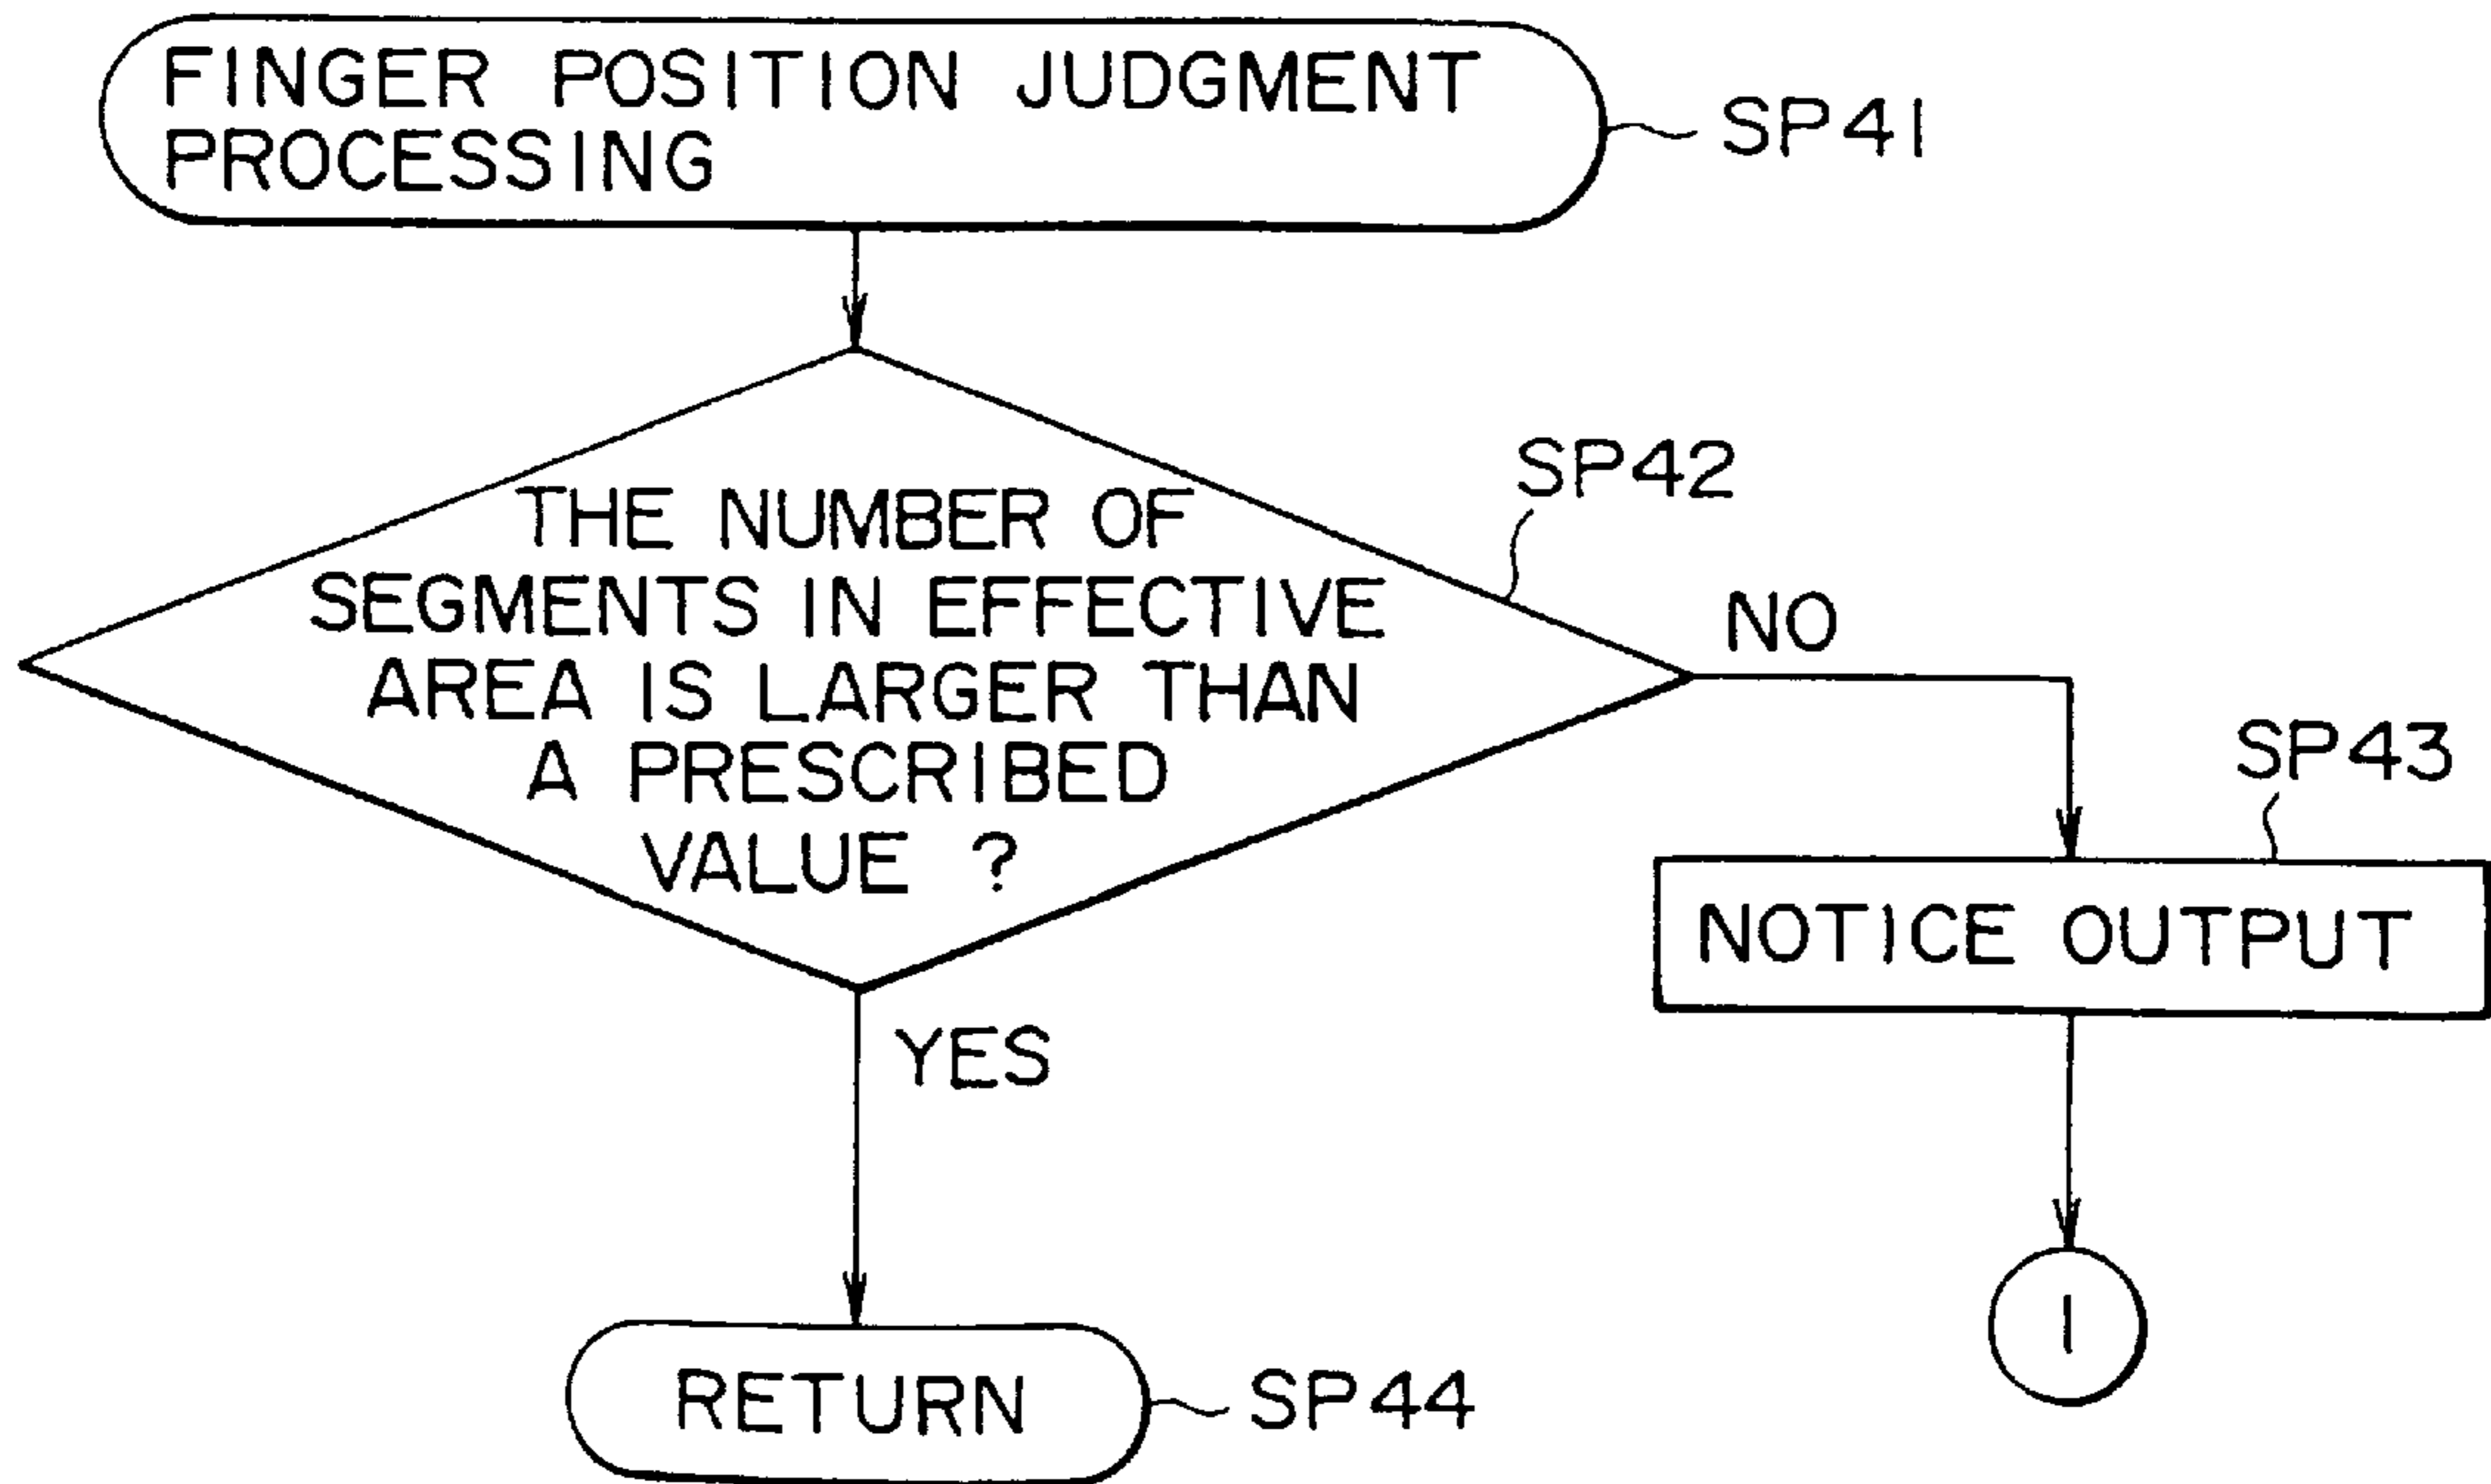 FINGER POSITION JUDGMENT
PROCESSING
SP41
SP42
THE NUMBER OF
SEGMENTS IN EFFECTIVE
AREA IS LARGER THAN
A PRESCRIBED
VALUE ?
NO
SP43
NOTICE OUTPUT
YES
1
RETURN
SP44